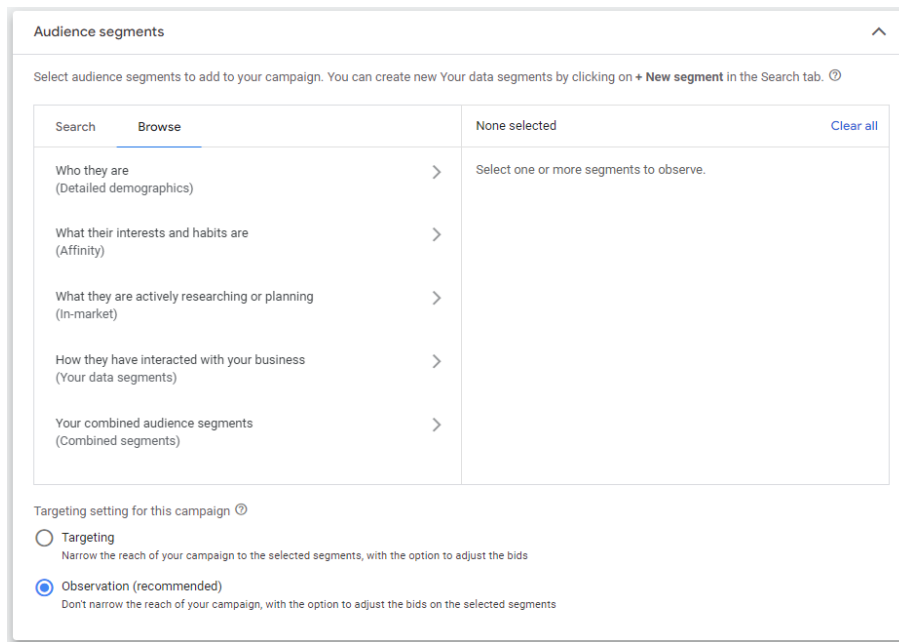 Audience segments
Select audience segments to add to your campaign. You can create new Your data segments by clicking on + New segment in the Search tab.
Search Browse
None selected Clear all
Who they are
(Detailed demographics)
Select one or more segments to observe.
What their interests and habits are
(Affinity)
What they are actively researching or planning
(In-market)
How they have interacted with your business
(Your data segments)
Your combined audience segments
(Combined segments)
Targeting setting for this campaign
Targeting
Narrow the reach of your campaign to the selected segments, with the option to adjust the bids
Observation (recommended)
Don't narrow the reach of your campaign, with the option to adjust the bids on the selected segments